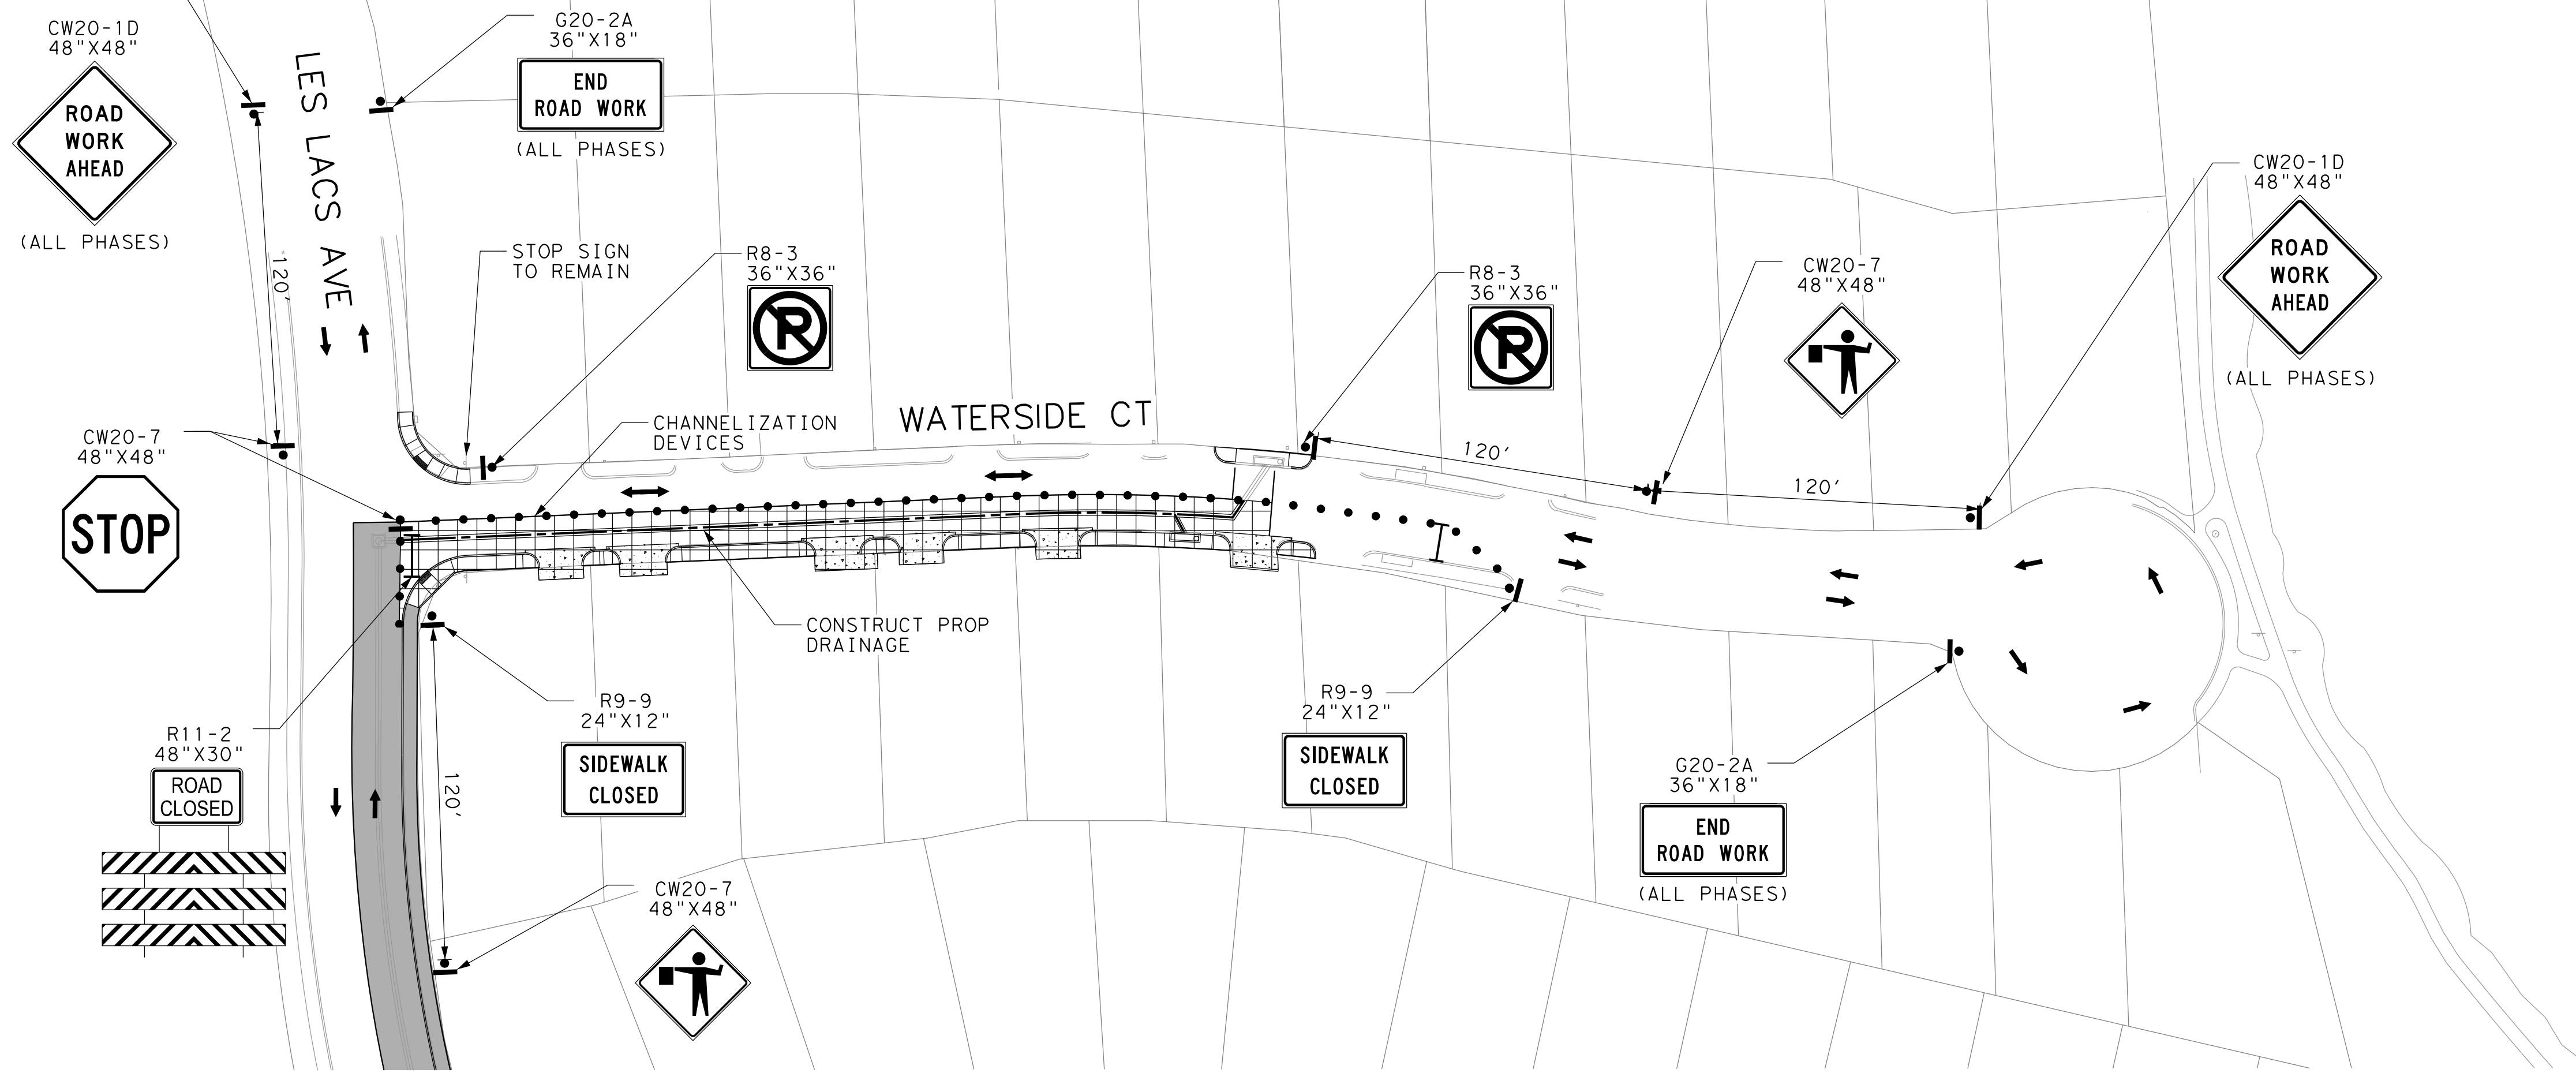 CW20-1D
48"X48"
ROAD
WORK
AHEAD
(ALL PHASES)
LES LACS AVE
G20-2A
36"X18"
END
ROAD WORK
(ALL PHASES)
120'
STOP SIGN
TO REMAIN
R8-3
36"X36"
P
CHANNELIZATION
DEVICES
WATERSIDE CT
R8-3
36"X36"
P
120'
CW20-7
48"X48"
120'
CW20-1D
48"X48"
ROAD
WORK
AHEAD
(ALL PHASES)
CW20-7
48"X48"
STOP
CONSTRUCT PROP
DRAINAGE
R11-2
48"X30"
ROAD
CLOSED
R9-9
24"X12"
SIDEWALK
CLOSED
120'
CW20-7
48"X48"
R9-9
24"X12"
SIDEWALK
CLOSED
G20-2A
36"X18"
END
ROAD WORK
(ALL PHASES)